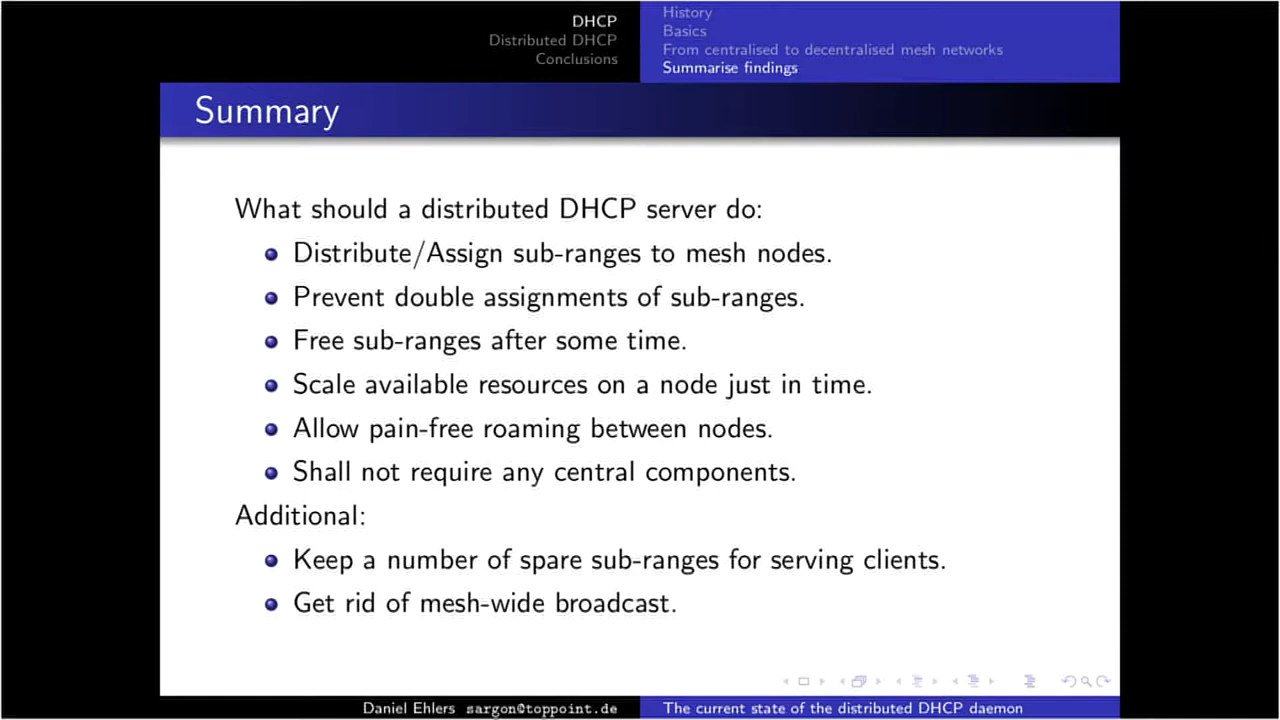 DHCP
Distributed DHCP
Conclusions
History
Basics
From centralised to decentralised mesh networks
Summarise findings
Summary
What should a distributed DHCP server do:
Distribute/Assign sub-ranges to mesh nodes.
Prevent double assignments of sub-ranges.
Free sub-ranges after some time.
Scale available resources on a node just in time.
Allow pain-free roaming between nodes.
Shall not require any central components.
Additional:
Keep a number of spare sub-ranges for serving clients.
Get rid of mesh-wide broadcast.
Daniel Ehlers sargon@toppoint.de
The current state of the distributed DHCP daemon